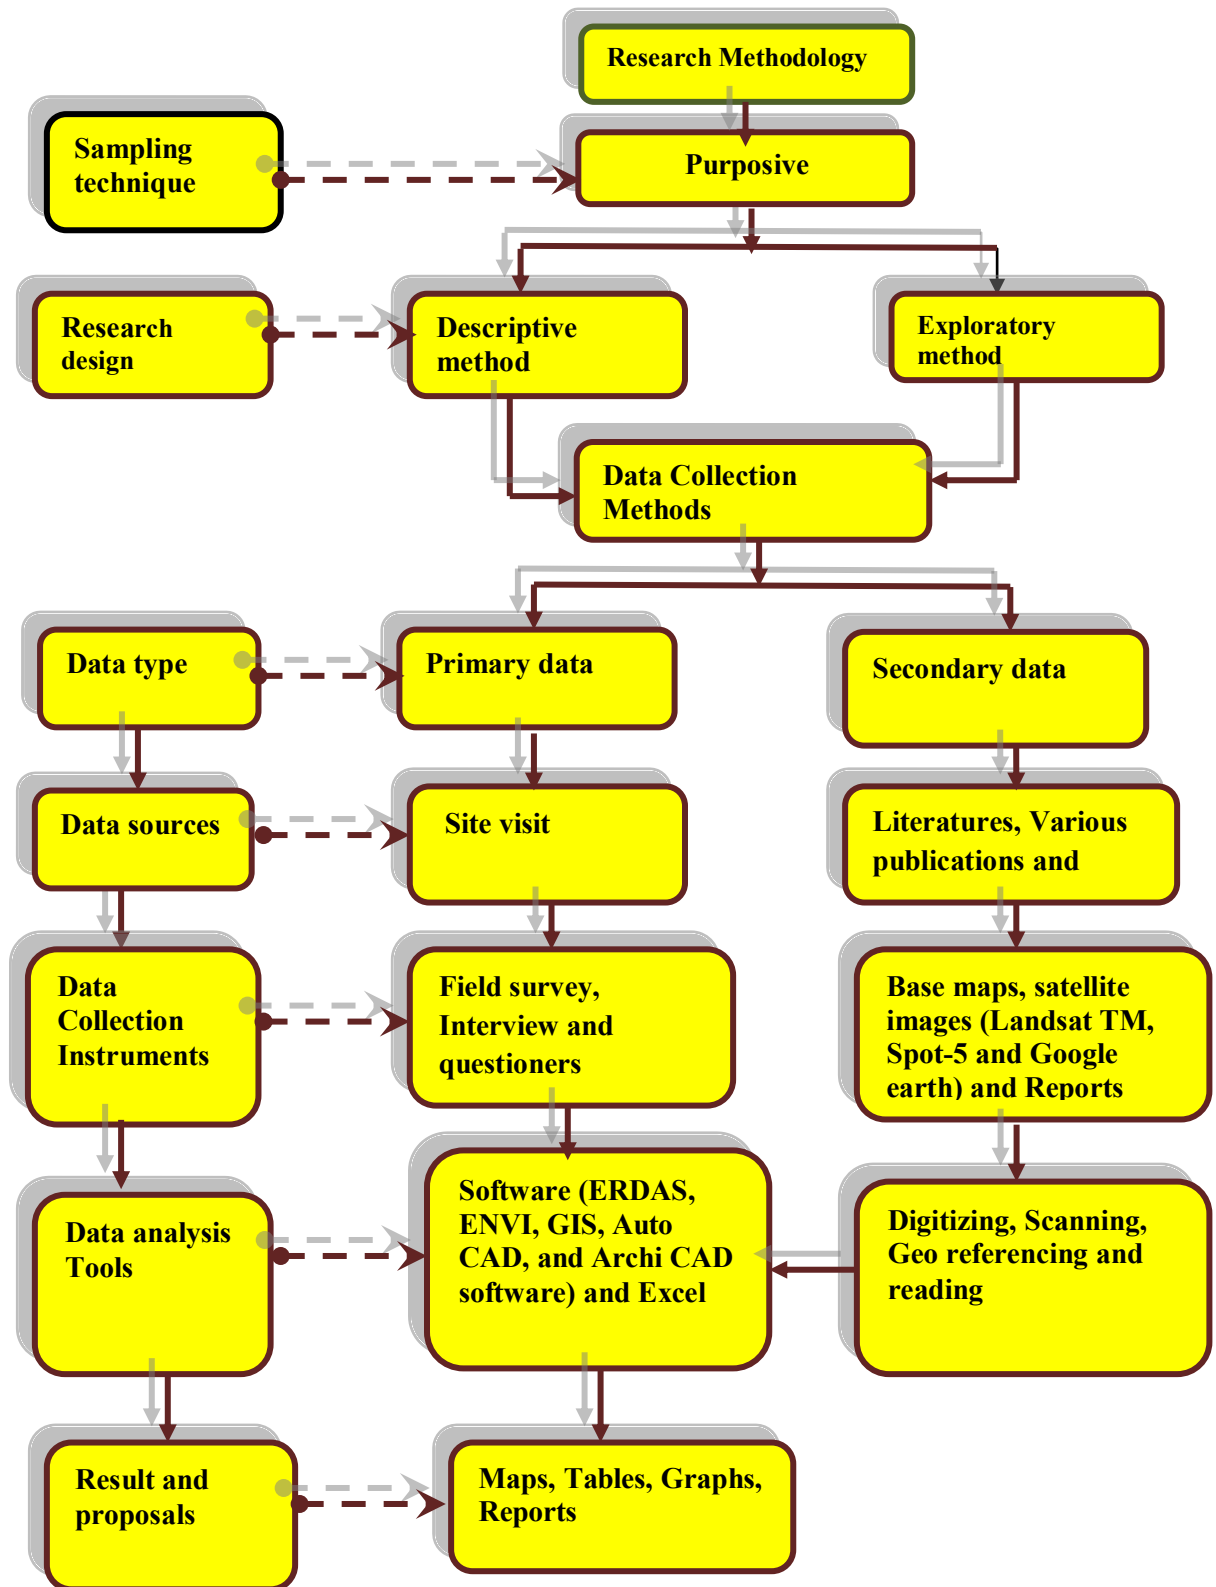 Research Methodology
Sampling
technique
Purposive
Research
design
Descriptive
method
Exploratory
method
Data Collection
Methods
Data type
Primary data
Secondary data
Data sources
Site visit
Literatures, Various
publications and
Data
Collection
Instruments
Field survey,
Interview and
questioners
Base maps, satellite
images (Landsat TM,
Spot-5 and Google
earth) and Reports
Data analysis
Tools
Software (ERDAS,
ENVI, GIS, Auto
CAD, and Archi CAD
software) and Excel
Digitizing, Scanning,
Geo referencing and
reading
Result and
proposals
Maps, Tables, Graphs,
Reports